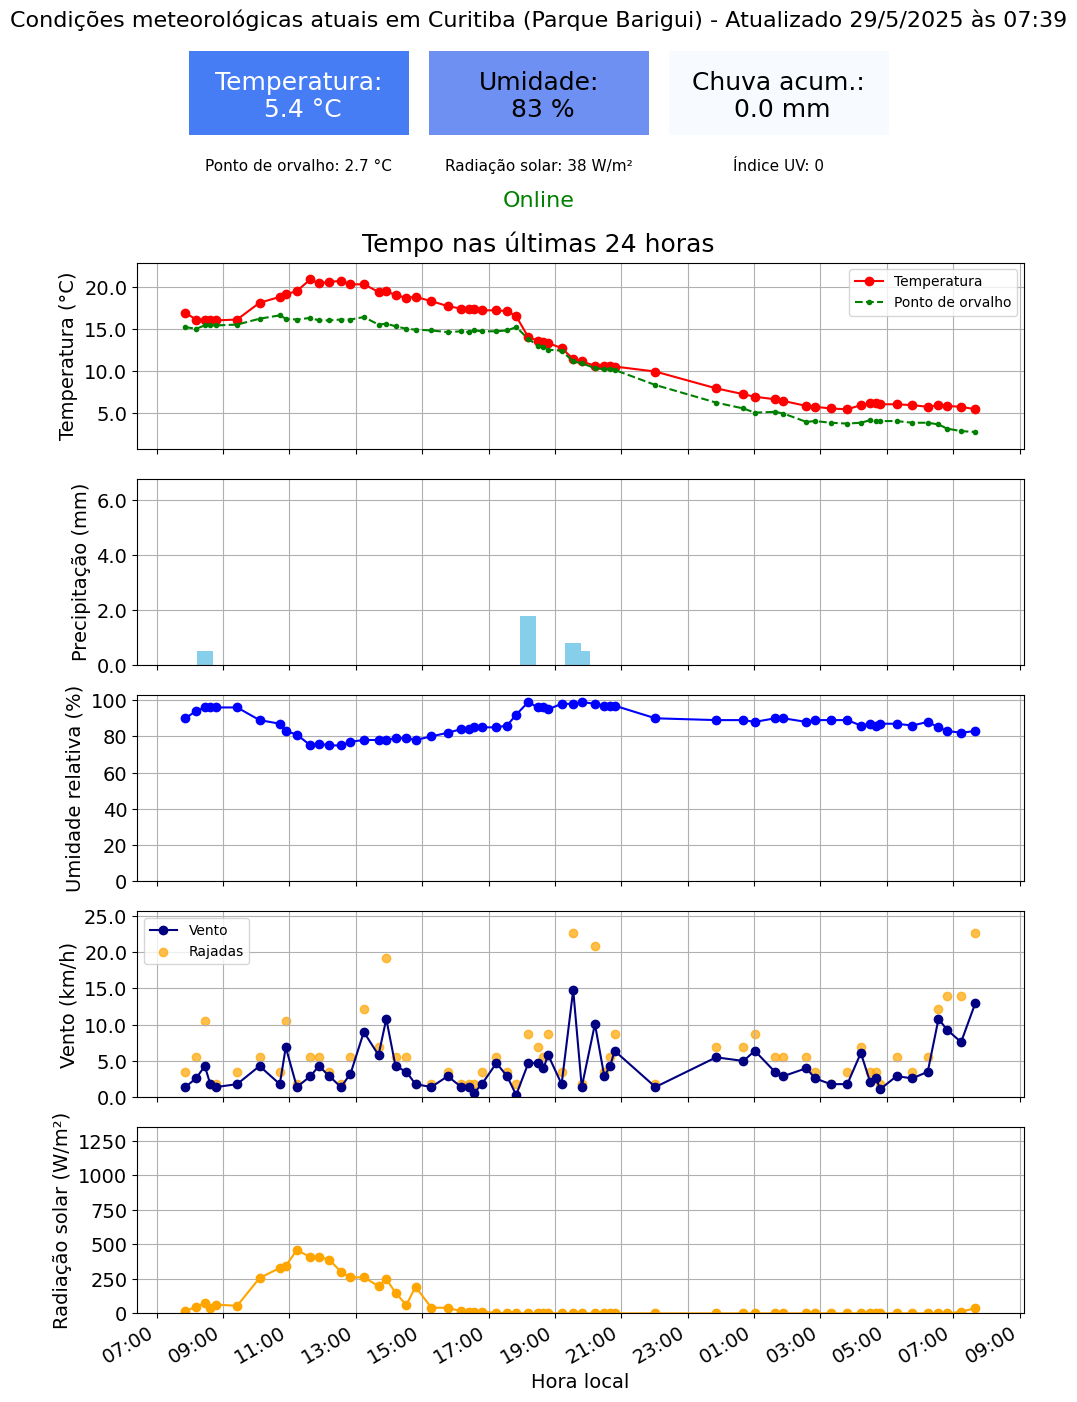 Condições meteorológicas atuais em Curitiba (Parque Barigui) - Atualizado 29/5/2025 às 07:39
Temperatura:
5.4 °C
Umidade:
83 %
Chuva acum.:
0.0 mm
Ponto de orvalho: 2.7 °C
Radiação solar: 38 W/m²
Índice UV: 0
Online
Tempo nas últimas 24 horas
Temperatura (°C)
20.0
15.0
10.0
5.0
Temperatura
Ponto de orvalho
Precipitação (mm)
6.0
4.0
2.0
0.0
Umidade relativa (%)
100
80
60
40
20
0
Vento (km/h)
25.0
20.0
15.0
10.0
5.0
0.0
Vento
Rajadas
Radiação solar (W/m²)
1250
1000
750
500
250
0
07:00
09:00
11:00
13:00
15:00
17:00
19:00
21:00
23:00
01:00
03:00
05:00
07:00
09:00
Hora local